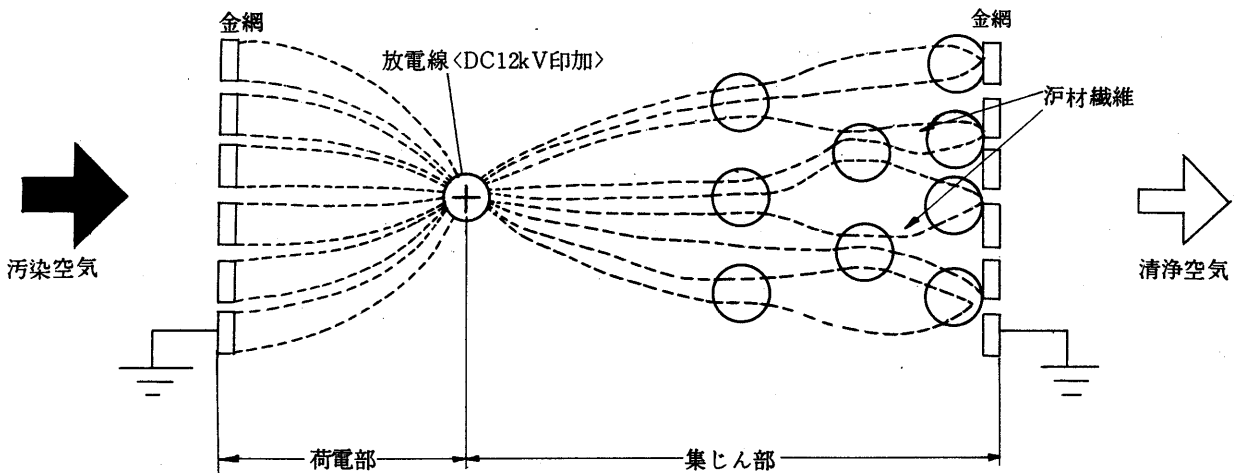 金網
放電線<DC12kV印加>
金網
汚染空気
沪材繊維
清浄空気
荷電部
集じん部